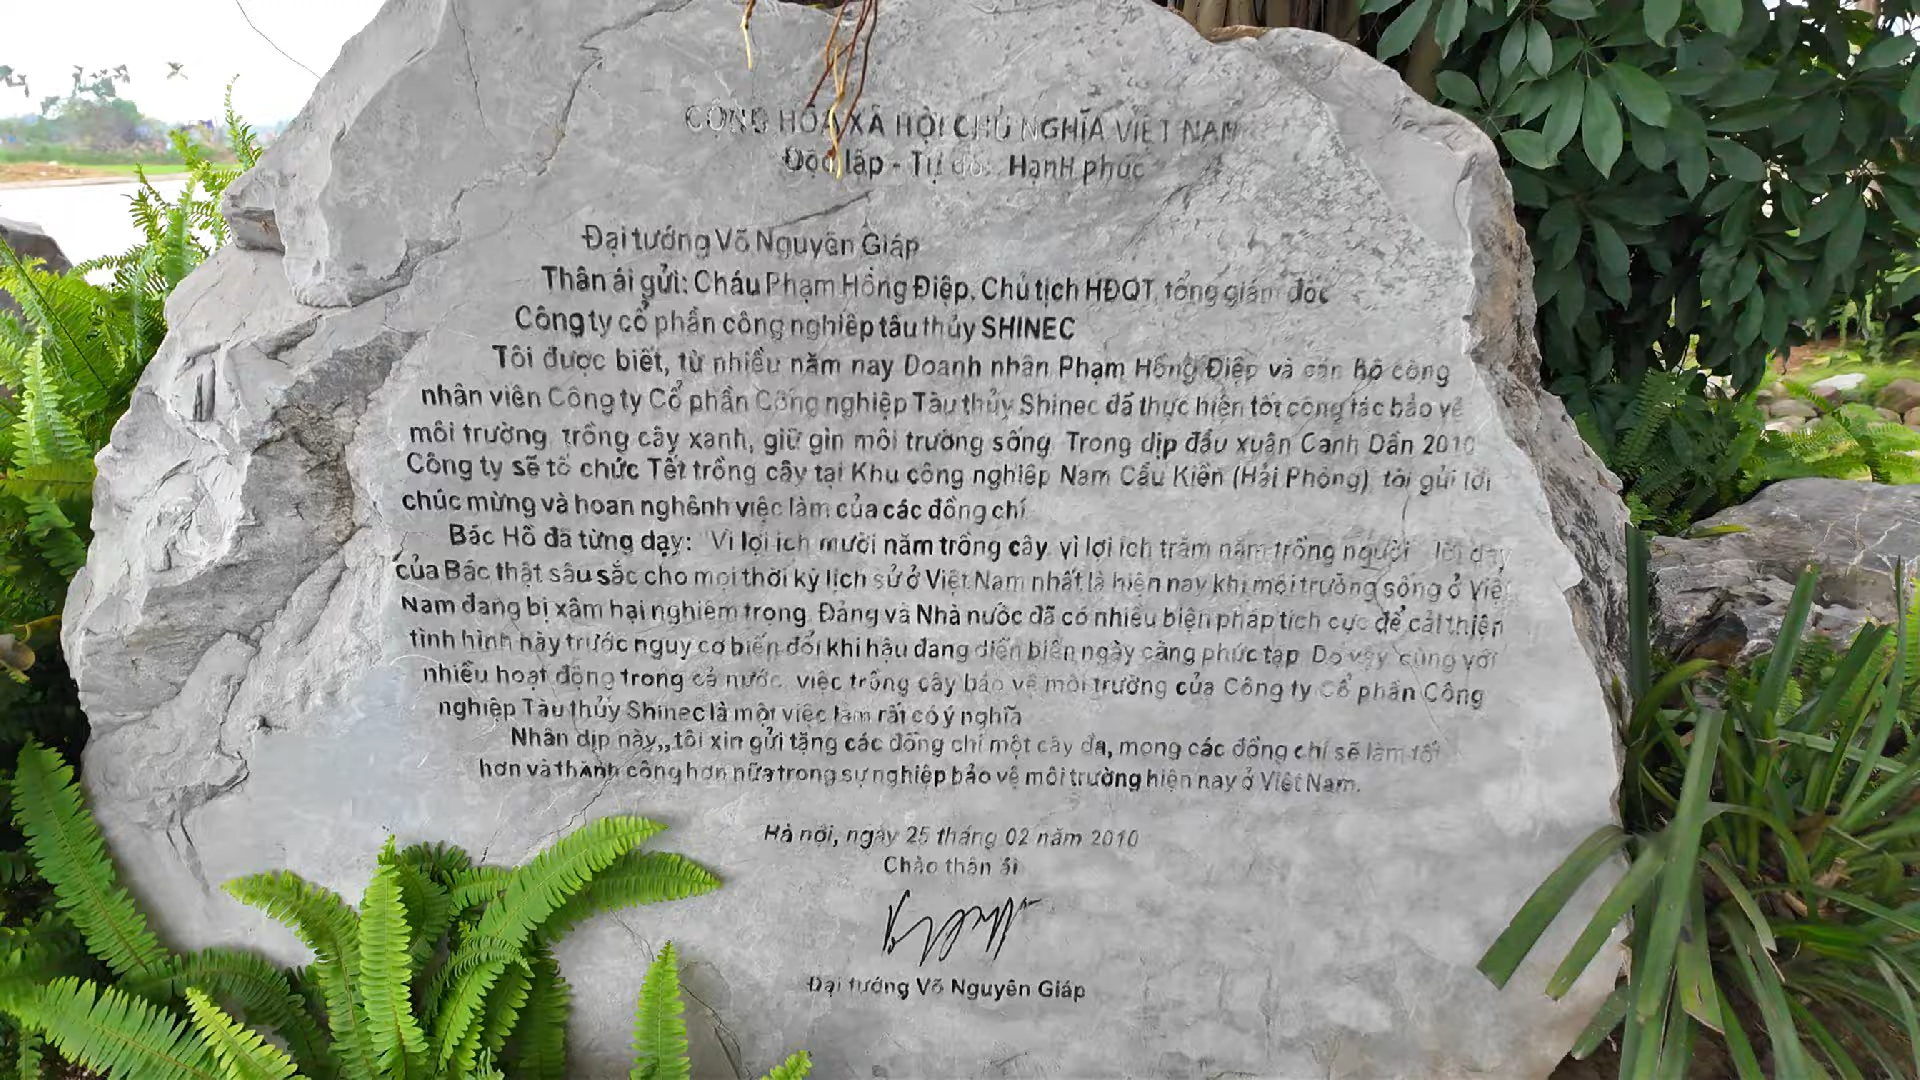 CỘNG HÒA XÃ HỘI CHỦ NGHĨA VIỆT NAM
Độc lập - Tự do - HạnH phúc
Đại tướng Võ Nguyên Giáp
Thân ái gửi: Cháu Phạm Hồng Điệp, Chủ tịch HĐQT, tổng giám đốc
Công ty cổ phần công nghiệp tàu thủy SHINEC
Tôi được biết, từ nhiều năm nay Doanh nhân Phạm Hồng Điệp và cán bộ công
nhân viên Công ty Cổ phần Công nghiệp Tàu thủy Shinec đã thực hiện tốt công tác bảo vệ
môi trường, trồng cây xanh, giữ gìn môi trường sống. Trong dịp đầu xuân Canh Dần 2010
Công ty sẽ tổ chức Tết trồng cây tại Khu công nghiệp Nam Cầu Kiền (Hải Phòng), tôi gửi lời
chúc mừng và hoan nghênh việc làm của các đồng chí.
Bác Hồ đã từng dạy: "Vì lợi ích mười năm trồng cây, vì lợi ích trăm năm trồng người" lời dạy
của Bác thật sâu sắc cho mọi thời kỳ lịch sử ở Việt Nam nhất là hiện nay khi môi trường sống ở Việt
Nam đang bị xâm hại nghiêm trọng. Đảng và Nhà nước đã có nhiều biện pháp tích cực để cải thiện
tình hình này trước nguy cơ biến đổi khí hậu đang diễn biến ngày càng phức tạp. Do vậy cùng với
nhiều hoạt động trong cả nước, việc trồng cây bảo vệ môi trường của Công ty Cổ phần Công
nghiệp Tàu thủy Shinec là một việc làm rất có ý nghĩa
Nhân dịp này,, tôi xin gửi tặng các đồng chí một cây đa, mong các đồng chí sẽ làm tốt
hơn và thành công hơn nữa trong sự nghiệp bảo vệ môi trường hiện nay ở Việt Nam.
Hà nội, ngày 25 tháng 02 năm 2010
Chào thân ái
Đại tướng Võ Nguyên Giáp